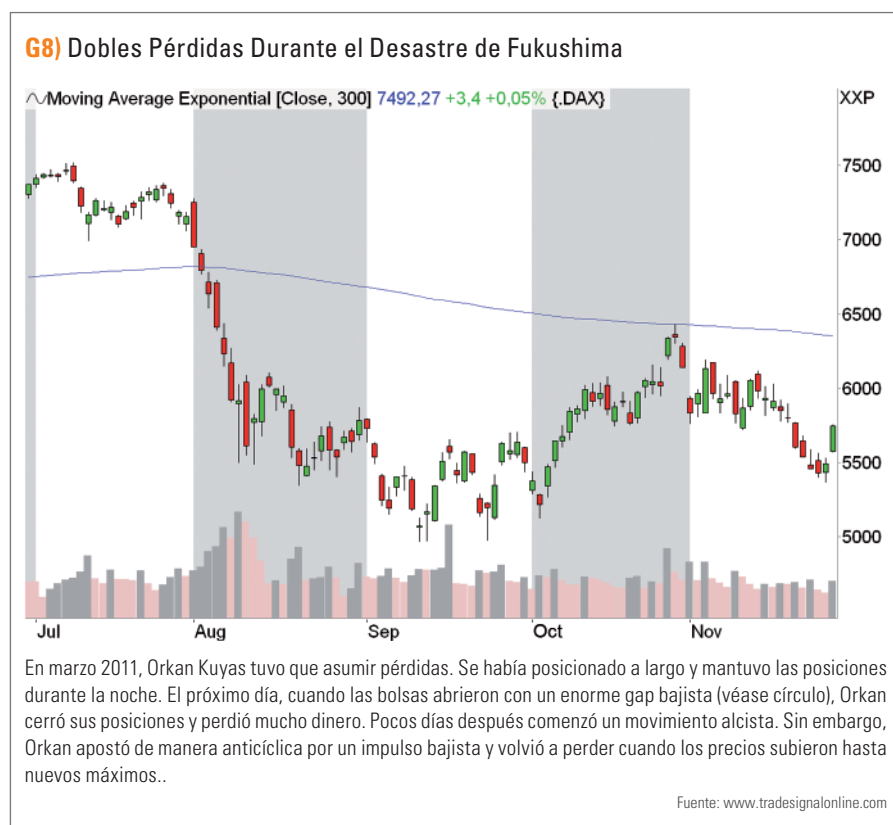 G8) Dobles Pérdidas Durante el Desastre de Fukushima
Moving Average Exponential [Close, 300] 7492,27 +3,4 +0,05% {.DAX}
XXP
7500
7000
6500
6000
5500
5000
Jul Aug Sep Oct Nov
En marzo 2011, Orkan Kuyas tuvo que asumir pérdidas. Se había posicionado a largo y mantuvo las posiciones
durante la noche. El próximo día, cuando las bolsas abrieron con un enorme gap bajista (véase círculo), Orkan
cerró sus posiciones y perdió mucho dinero. Pocos días después comenzó un movimiento alcista. Sin embargo,
Orkan apostó de manera anticíclica por un impulso bajista y volvió a perder cuando los precios subieron hasta
nuevos máximos..
Fuente: www.tradesignalonline.com